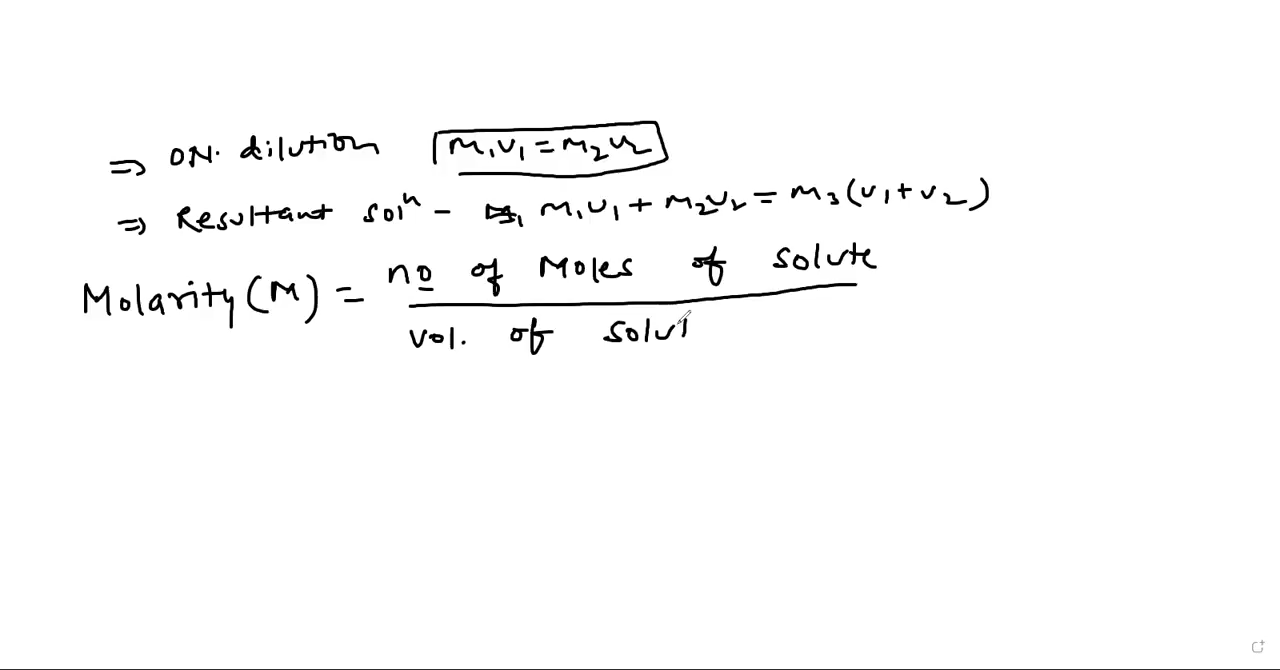 ⇒ ON. dilution M₁V₁ = M₂V₂
⇒ Resultant solⁿ - M₁V₁ + M₂V₂ = M₃(V₁+V₂)
Molarity(M) = no of Moles of solute
vol. of solut